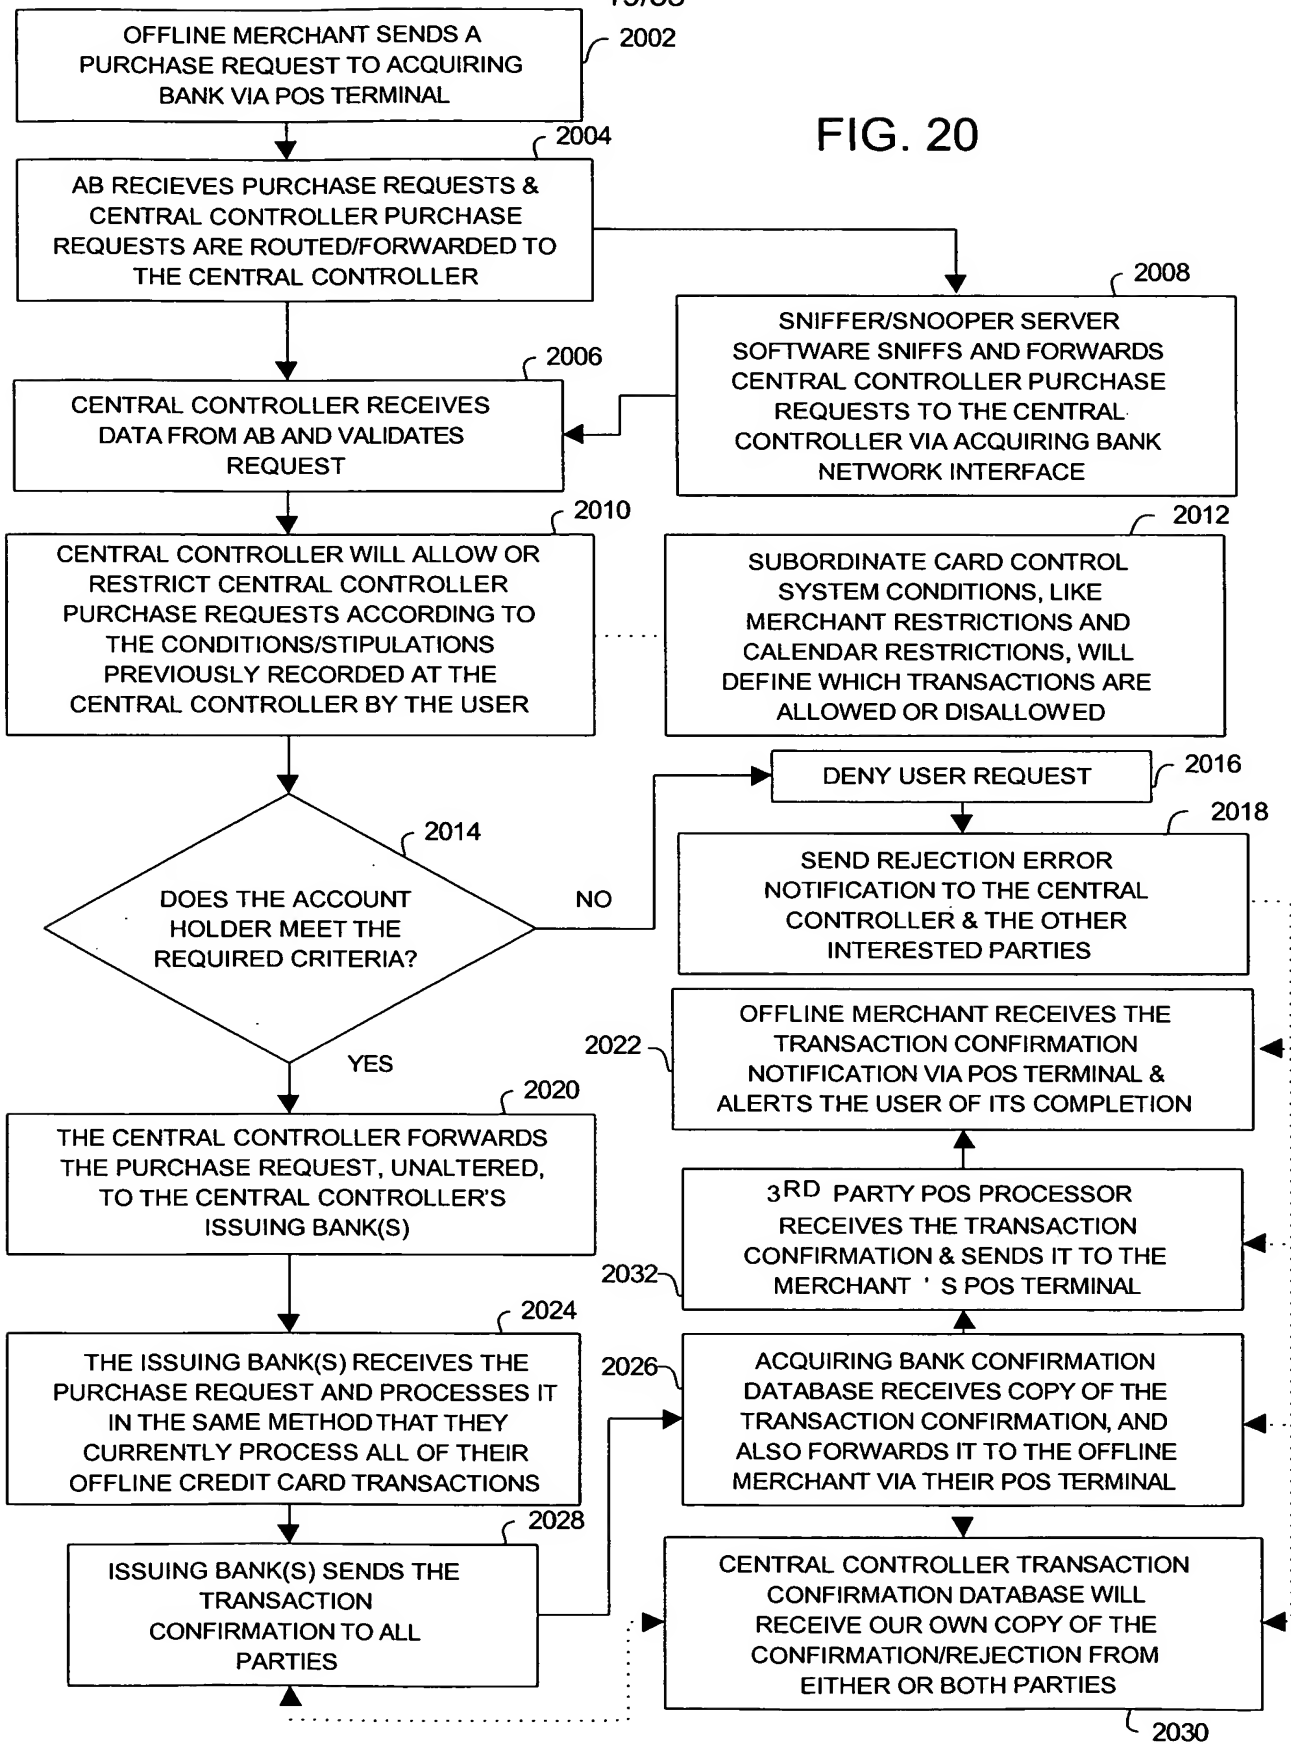 OFFLINE MERCHANT SENDS A
PURCHASE REQUEST TO ACQUIRING
BANK VIA POS TERMINAL
2002
FIG. 20
2004
AB RECIEVES PURCHASE REQUESTS &
CENTRAL CONTROLLER PURCHASE
REQUESTS ARE ROUTED/FORWARDED TO
THE CENTRAL CONTROLLER
2008
SNIFFER/SNOOPER SERVER
SOFTWARE SNIFFS AND FORWARDS
CENTRAL CONTROLLER PURCHASE
REQUESTS TO THE CENTRAL
CONTROLLER VIA ACQUIRING BANK
NETWORK INTERFACE
2006
CENTRAL CONTROLLER RECEIVES
DATA FROM AB AND VALIDATES
REQUEST
2010
CENTRAL CONTROLLER WILL ALLOW OR
RESTRICT CENTRAL CONTROLLER
PURCHASE REQUESTS ACCORDING TO
THE CONDITIONS/STIPULATIONS
PREVIOUSLY RECORDED AT THE
CENTRAL CONTROLLER BY THE USER
2012
SUBORDINATE CARD CONTROL
SYSTEM CONDITIONS, LIKE
MERCHANT RESTRICTIONS AND
CALENDAR RESTRICTIONS, WILL
DEFINE WHICH TRANSACTIONS ARE
ALLOWED OR DISALLOWED
2014
DOES THE ACCOUNT
HOLDER MEET THE
REQUIRED CRITERIA?
NO
YES
DENY USER REQUEST
2016
2018
SEND REJECTION ERROR
NOTIFICATION TO THE CENTRAL
CONTROLLER & THE OTHER
INTERESTED PARTIES
2022
OFFLINE MERCHANT RECEIVES THE
TRANSACTION CONFIRMATION
NOTIFICATION VIA POS TERMINAL &
ALERTS THE USER OF ITS COMPLETION
2020
THE CENTRAL CONTROLLER FORWARDS
THE PURCHASE REQUEST, UNALTERED,
TO THE CENTRAL CONTROLLER'S
ISSUING BANK(S)
2032
3RD PARTY POS PROCESSOR
RECEIVES THE TRANSACTION
CONFIRMATION & SENDS IT TO THE
MERCHANT ' S POS TERMINAL
2024
THE ISSUING BANK(S) RECEIVES THE
PURCHASE REQUEST AND PROCESSES IT
IN THE SAME METHOD THAT THEY
CURRENTLY PROCESS ALL OF THEIR
OFFLINE CREDIT CARD TRANSACTIONS
2026
ACQUIRING BANK CONFIRMATION
DATABASE RECEIVES COPY OF THE
TRANSACTION CONFIRMATION, AND
ALSO FORWARDS IT TO THE OFFLINE
MERCHANT VIA THEIR POS TERMINAL
2028
ISSUING BANK(S) SENDS THE
TRANSACTION
CONFIRMATION TO ALL
PARTIES
CENTRAL CONTROLLER TRANSACTION
CONFIRMATION DATABASE WILL
RECEIVE OUR OWN COPY OF THE
CONFIRMATION/REJECTION FROM
EITHER OR BOTH PARTIES
2030